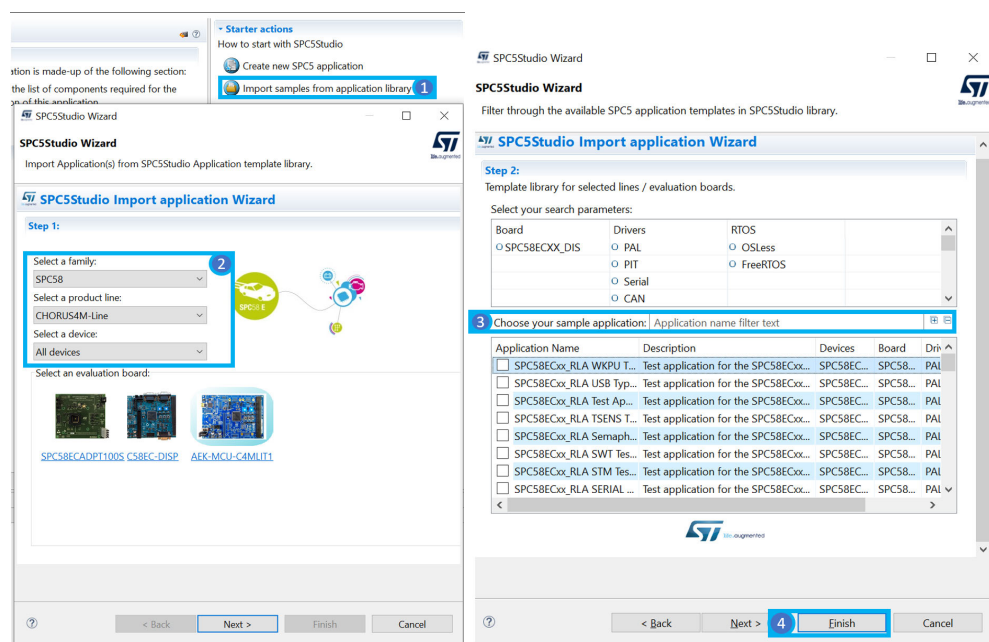 - Starter actions
How to start with SPC5Studio
Create new SPC5 application
Import samples from application library
1
ation is made-up of the following section:
the list of components required for the
on of this application
SPC5Studio Wizard
SPC5Studio Wizard
Import Application(s) from SPC5Studio Application template library.
SPC5Studio Import application Wizard
Step 1:
2
Select a family:
SPC58
Select a product line:
CHORUS4M-Line
Select a device:
All devices
SPC58 E
Select an evaluation board:
SPC58ECADPT100S C58EC-DISP AEK-MCU-C4MLIT1
< Back Next > Finish Cancel
SPC5Studio Wizard
SPC5Studio Wizard
Filter through the available SPC5 application templates in SPC5Studio library.
SPC5Studio Import application Wizard
Step 2:
Template library for selected lines / evaluation boards.
Select your search parameters:
Board Drivers RTOS
SPC58ECXX_DIS PAL OSLess
PIT FreeRTOS
Serial
CAN
3 Choose your sample application: Application name filter text
Application Name Description Devices Board Driv
SPC58ECxx_RLA WKPU T... Test application for the SPC58ECxx... SPC58EC... SPC58... PAL
SPC58ECxx_RLA USB Typ... Test application for the SPC58ECxx... SPC58EC... SPC58... PAL
SPC58ECxx_RLA Test Ap... Test application for the SPC58ECxx... SPC58EC... SPC58... PAL
SPC58ECxx_RLA TSENS T... Test application for the SPC58ECxx... SPC58EC... SPC58... PAL
SPC58ECxx_RLA Semaph... Test application for the SPC58ECxx... SPC58EC... SPC58... PAL
SPC58ECxx_RLA SWT Tes... Test application for the SPC58ECxx... SPC58EC... SPC58... PAL
SPC58ECxx_RLA STM Tes... Test application for the SPC58ECxx... SPC58EC... SPC58... PAL
SPC58ECxx_RLA SERIAL ... Test application for the SPC58ECxx... SPC58EC... SPC58... PAL
life.augmented
< Back Next > 4 Finish Cancel